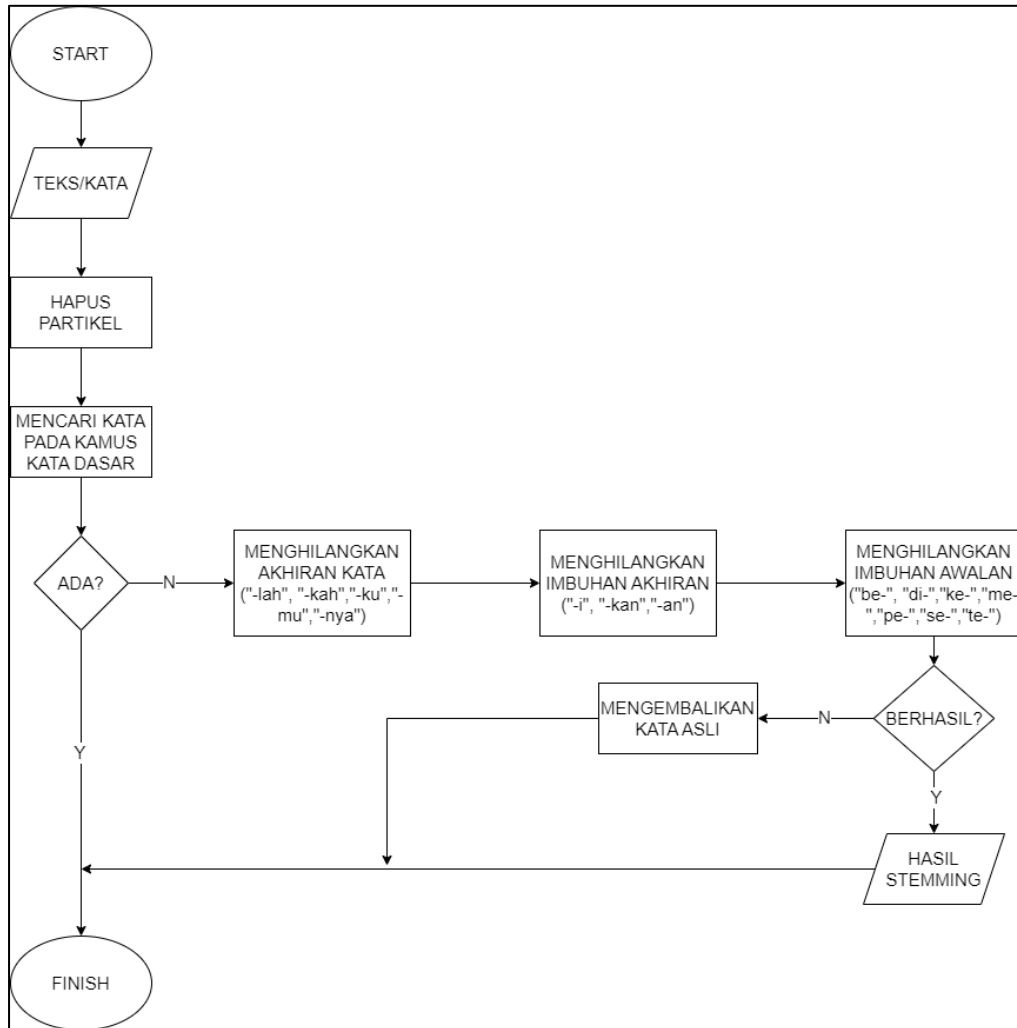 START
TEKS/KATA
HAPUS
PARTIKEL
MENCARI KATA
PADA KAMUS
KATA DASAR
ADA?
N
MENGHILANGKAN
AKHIRAN KATA
("-lah", "-kah","-ku","-
mu","-nya")
MENGHILANGKAN
IMBUHAN AKHIRAN
("-i", "-kan","-an")
MENGHILANGKAN
IMBUHAN AWALAN
("be-", "di-","ke-","me-
","pe-","se-","te-")
BERHASIL?
N
MENGEMBALIKAN
KATA ASLI
Y
Y
HASIL
STEMMING
FINISH